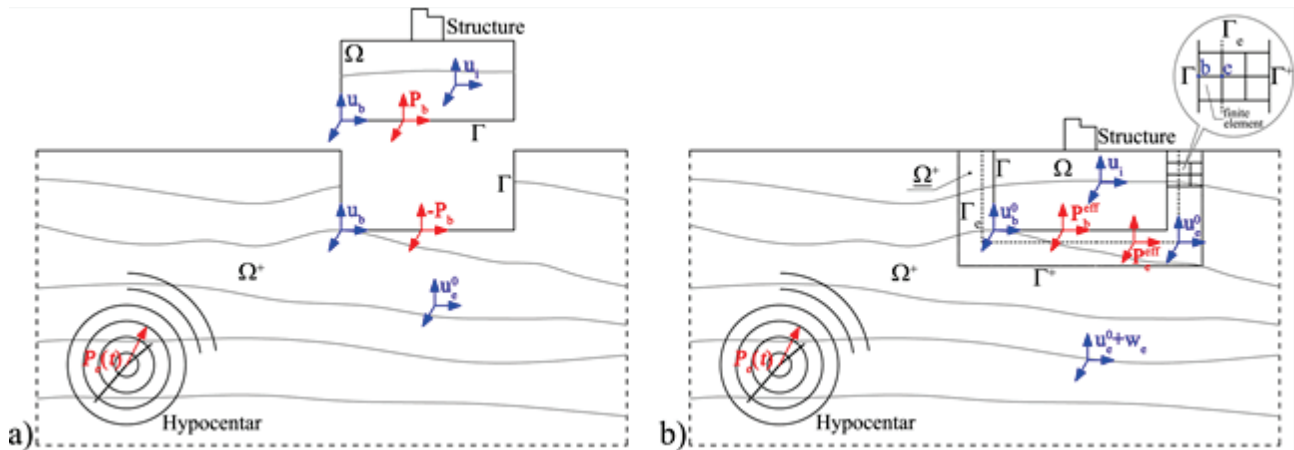 Structure
Ω
u_i
u_b
P_b
Γ
Γ
u_b
-P_b
Ω⁺
u_e^0
P_e(t)
Hypocentar
a)
Γ_e
Γ
b
e
Γ⁺
finite
element
Structure
Ω⁺
Γ
Ω
u_i
Γ_e
u_b^0
P_b^eff
u_e^0
P_e^eff
Ω⁺
Γ⁺
u_e^0+w_e
P_e(t)
Hypocentar
b)